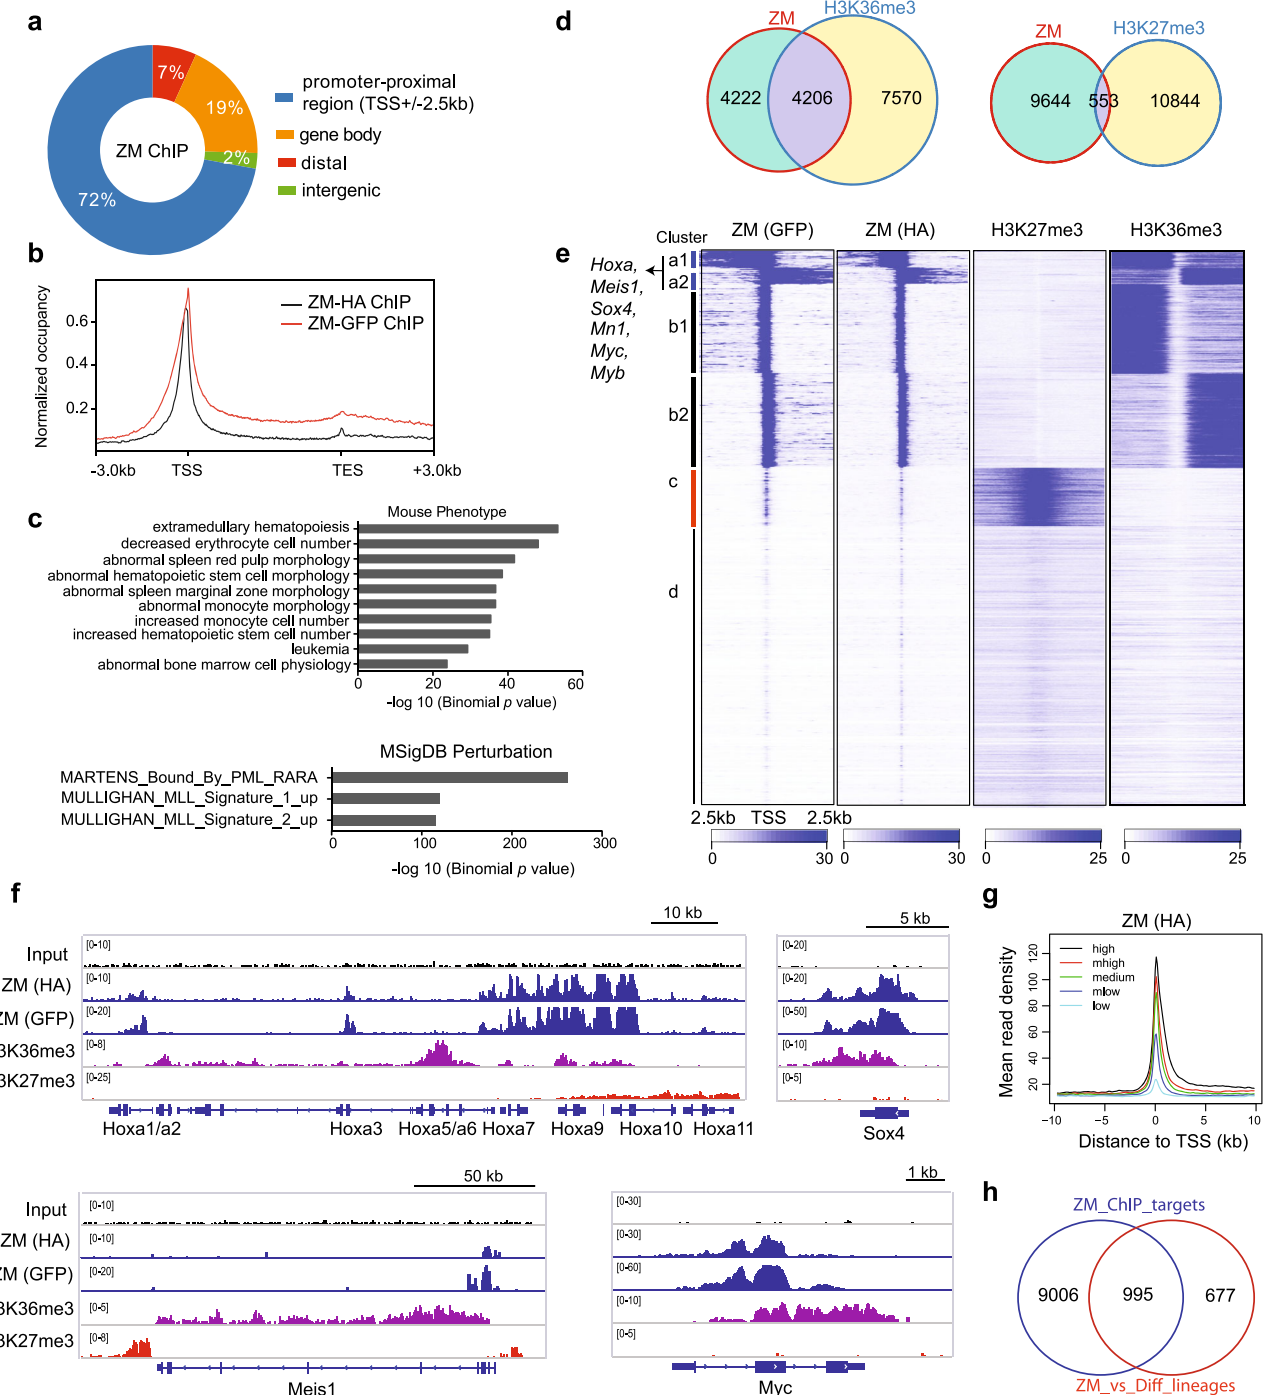 a
7%
19%
2%
72%
ZM ChIP
promoter-proximal
region (TSS+/-2.5kb)
gene body
distal
intergenic
b
Normalized occupancy
0.6
0.4
0.2
ZM-HA ChIP
ZM-GFP ChIP
-3.0kb
TSS
TES
+3.0kb
c
Mouse Phenotype
extramedullary hematopoiesis
decreased erythrocyte cell number
abnormal spleen red pulp morphology
abnormal hematopoietic stem cell morphology
abnormal spleen marginal zone morphology
abnormal monocyte morphology
increased monocyte cell number
increased hematopoietic stem cell number
leukemia
abnormal bone marrow cell physiology
0 20 40 60
-log 10 (Binomial p value)
MSigDB Perturbation
MARTENS_Bound_By_PML_RARA
MULLIGHAN_MLL_Signature_1_up
MULLIGHAN_MLL_Signature_2_up
0 100 200 300
-log 10 (Binomial p value)
d
ZM
H3K36me3
4222 4206 7570
ZM
H3K27me3
9644 553 10844
e
Cluster
ZM (GFP) ZM (HA) H3K27me3 H3K36me3
Hoxa,
Meis1,
Sox4,
Mn1,
Myc,
Myb
a1
a2
b1
b2
c
d
2.5kb TSS 2.5kb
0 30 0 30 0 25 0 25
f
10 kb
Input [0-10]
ZM (HA) [0-10]
ZM (GFP) [0-20]
3K36me3 [0-8]
3K27me3 [0-25]
Hoxa1/a2 Hoxa3 Hoxa5/a6 Hoxa7 Hoxa9 Hoxa10 Hoxa11
5 kb
[0-20]
[0-20]
[0-50]
[0-10]
[0-5]
Sox4
50 kb
Input [0-10]
ZM (HA) [0-10]
ZM (GFP) [0-20]
3K36me3 [0-5]
3K27me3 [0-8]
Meis1
1 kb
[0-30]
[0-30]
[0-60]
[0-10]
[0-5]
Myc
g
ZM (HA)
Mean read density
120
100
80
60
40
20
high
mhigh
medium
mlow
low
−10 −5 0 5 10
Distance to TSS (kb)
h
ZM_ChIP_targets
9006 995 677
ZM_vs_Diff_lineages